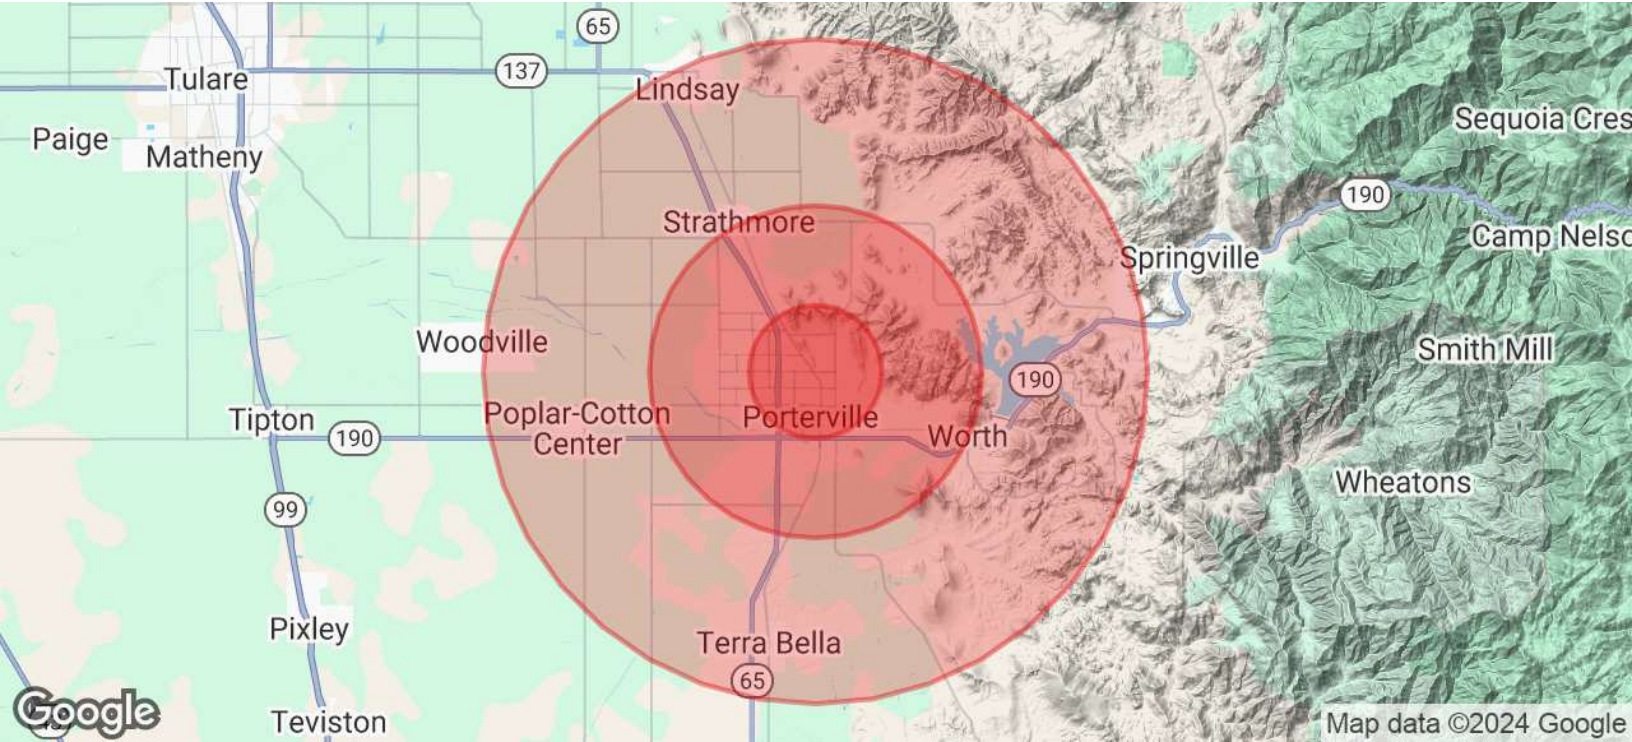 65
137
Tulare
Lindsay
Sequoia Cres
Paige
Matheny
190
Strathmore
Camp Nelso
Springville
Woodville
Smith Mill
190
Poplar-Cotton
Center
Porterville
Tipton
190
Worth
Wheatons
99
Pixley
Terra Bella
65
Google
Teviston
Map data ©2024 Google